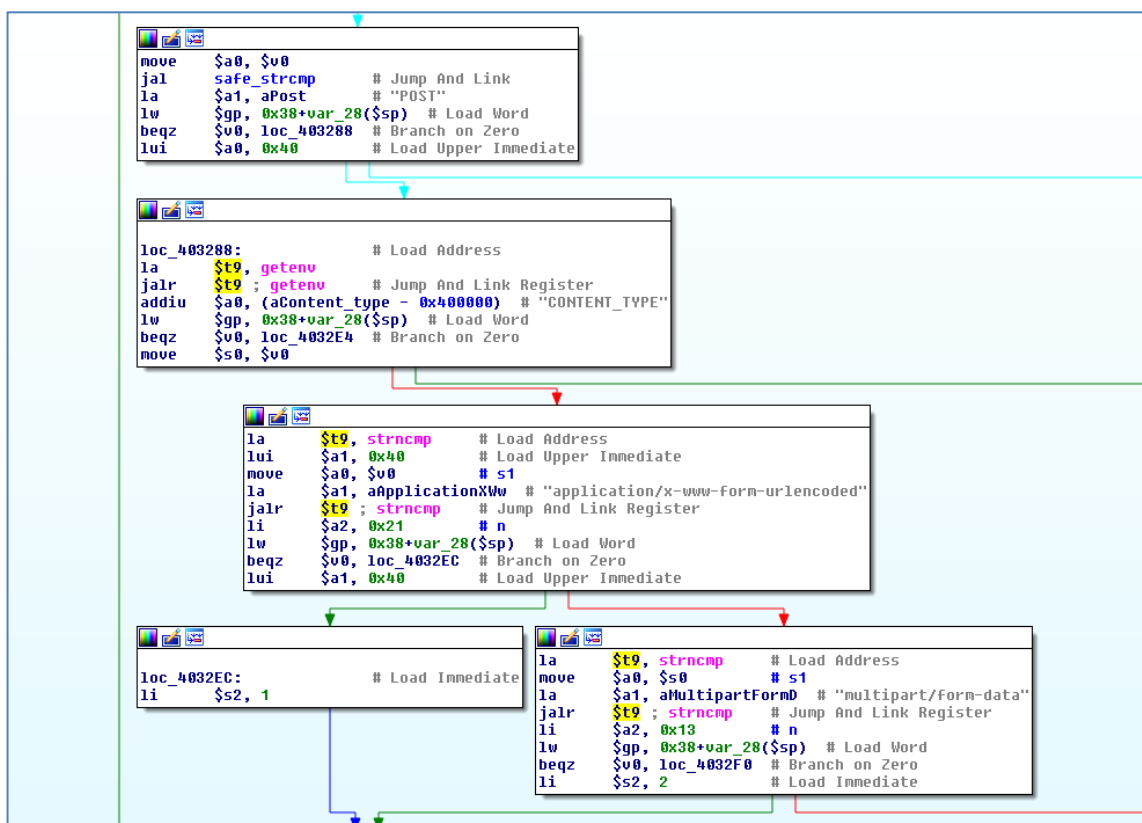 move $a0, $v0
jal safe_strcmp # Jump And Link
la $a1, aPost # "POST"
lw $gp, 0x38+var_28($sp) # Load Word
beqz $v0, loc_403288 # Branch on Zero
lui $a0, 0x40 # Load Upper Immediate
loc_403288: # Load Address
la $t9, getenv
jalr $t9 ; getenv # Jump And Link Register
addiu $a0, (aContent_type - 0x400000) # "CONTENT_TYPE"
lw $gp, 0x38+var_28($sp) # Load Word
beqz $v0, loc_4032E4 # Branch on Zero
move $s0, $v0
la $t9, strncmp # Load Address
lui $a1, 0x40 # Load Upper Immediate
move $a0, $v0 # s1
la $a1, aApplicationXWw # "application/x-www-form-urlencoded"
jalr $t9 ; strncmp # Jump And Link Register
li $a2, 0x21 # n
lw $gp, 0x38+var_28($sp) # Load Word
beqz $v0, loc_4032EC # Branch on Zero
lui $a1, 0x40 # Load Upper Immediate
loc_4032EC: # Load Immediate
li $s2, 1
la $t9, strncmp # Load Address
move $a0, $s0 # s1
la $a1, aMultipartFormD # "multipart/form-data"
jalr $t9 ; strncmp # Jump And Link Register
li $a2, 0x13 # n
lw $gp, 0x38+var_28($sp) # Load Word
beqz $v0, loc_4032F0 # Branch on Zero
li $s2, 2 # Load Immediate